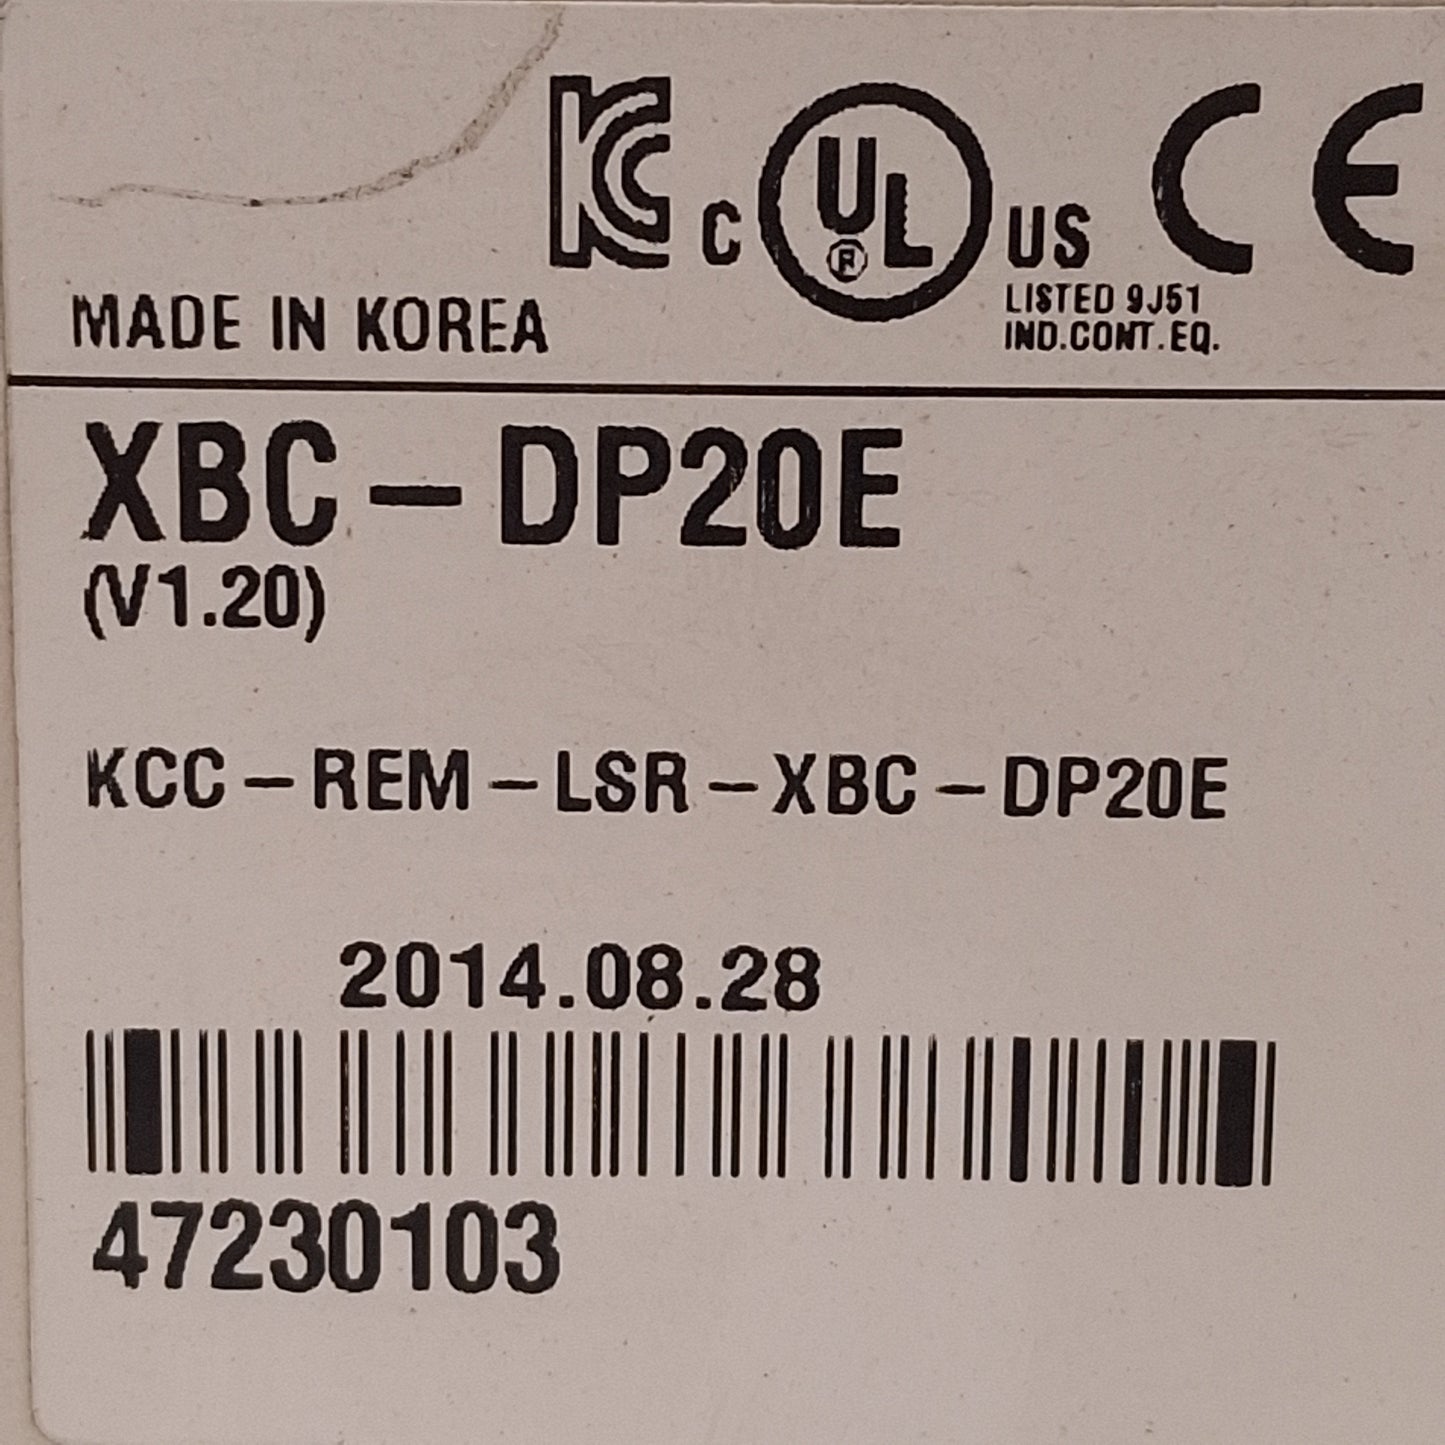 KC
C UL ® US CE
LISTED 9J51
IND.CONT.EQ.
MADE IN KOREA
XBC-DP20E
(V1.20)
KCC-REM-LSR-XBC-DP20E
2014.08.28
47230103